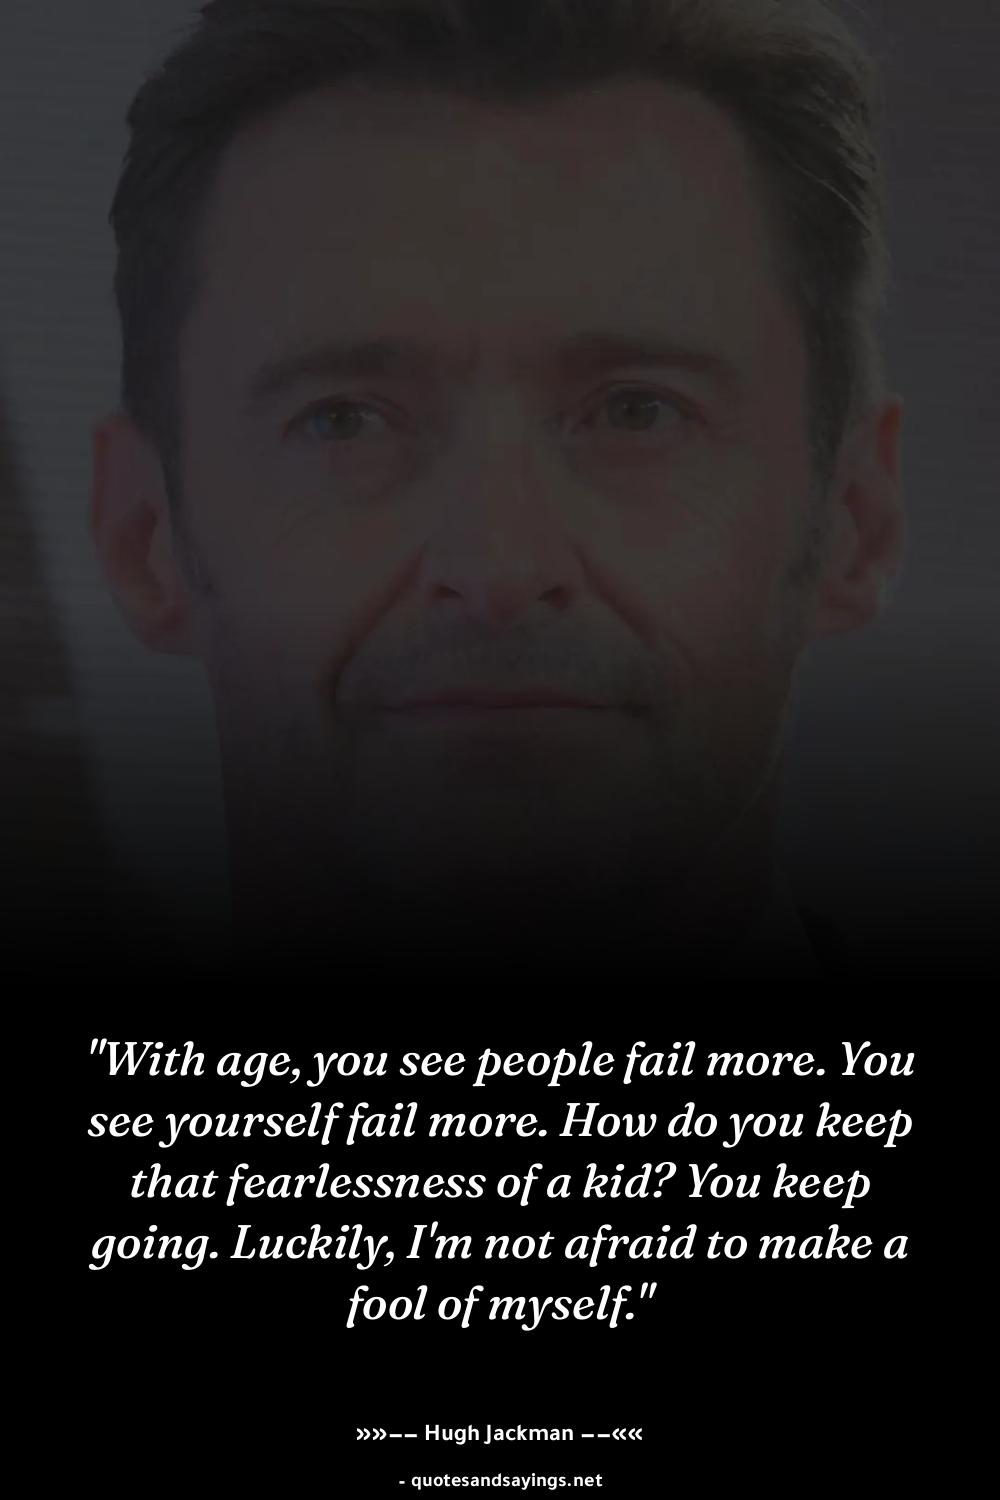 "With age, you see people fail more. You
see yourself fail more. How do you keep
that fearlessness of a kid? You keep
going. Luckily, I'm not afraid to make a
fool of myself."
»»−− Hugh Jackman −−««
- quotesandsayings.net